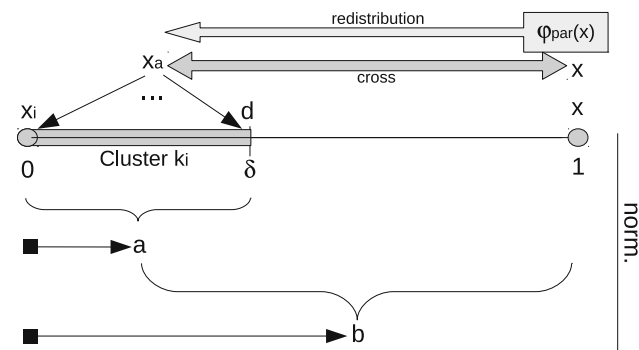 redistribution
φpar(x)
xa
x
cross
...
xi
d
x
Cluster ki
0
δ
1
a
norm.
b